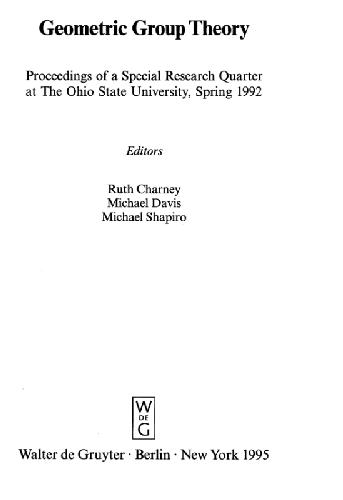 Geometric Group Theory
Proceedings of a Special Research Quarter
at The Ohio State University, Spring 1992
Editors
Ruth Charney
Michael Davis
Michael Shapiro
W
DE
G
Walter de Gruyter · Berlin · New York 1995